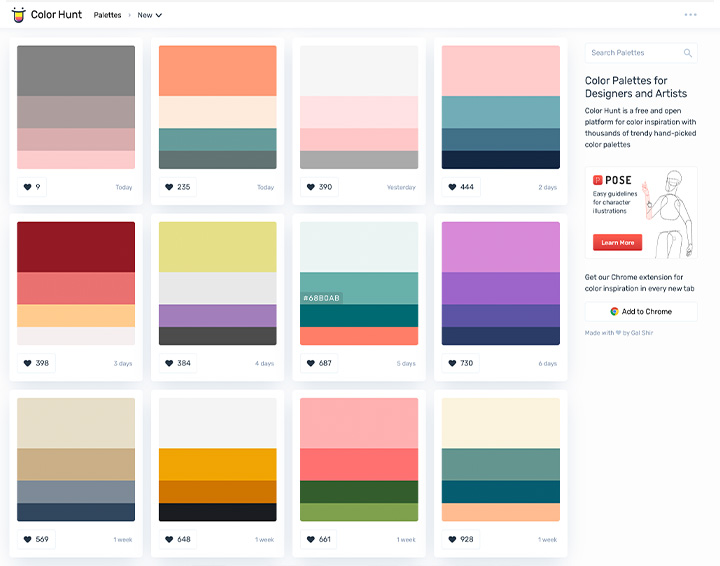 Color Hunt
Palettes › New
Search Palettes
9 Today
235 Today
390 Yesterday
444 2 days
Color Palettes for
Designers and Artists
Color Hunt is a free and open
platform for color inspiration with
thousands of trendy hand-picked
color palettes
POSE
Easy guidelines
for character
illustrations
Learn More
#68B0AB
398 3 days
384 4 days
687 5 days
730 6 days
Get our Chrome extension for
color inspiration in every new tab
Add to Chrome
Made with ♥ by Gal Shir
569 1 week
648 1 week
661 1 week
928 1 week